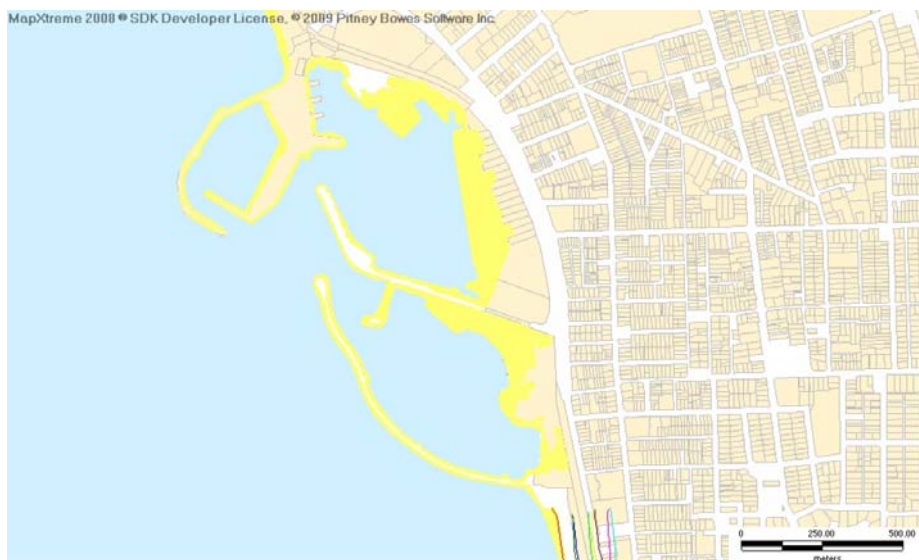 MapXtreme 2008 ® SDK Developer License, © 2009 Pitney Bowes Software Inc.
0 250.00 500.00
meters